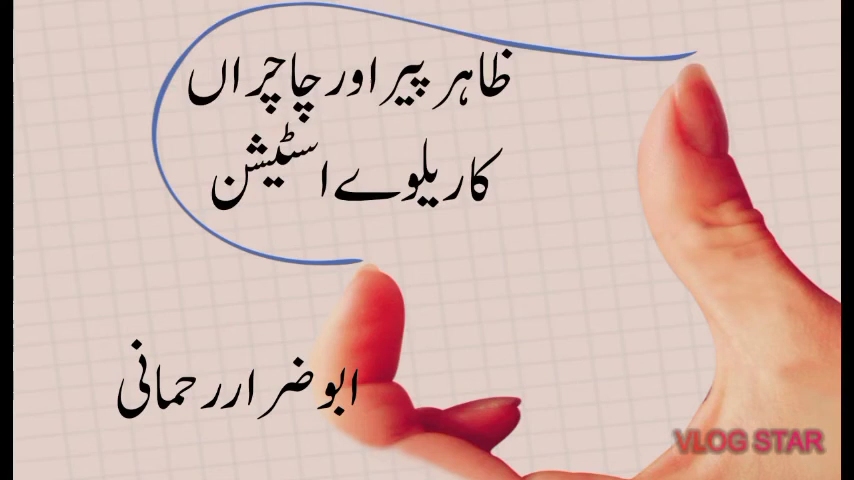 ظاہر پیر اور چاچڑاں
کا ریلوے اسٹیشن
ابو ضرار رحمانی
VLOG STAR